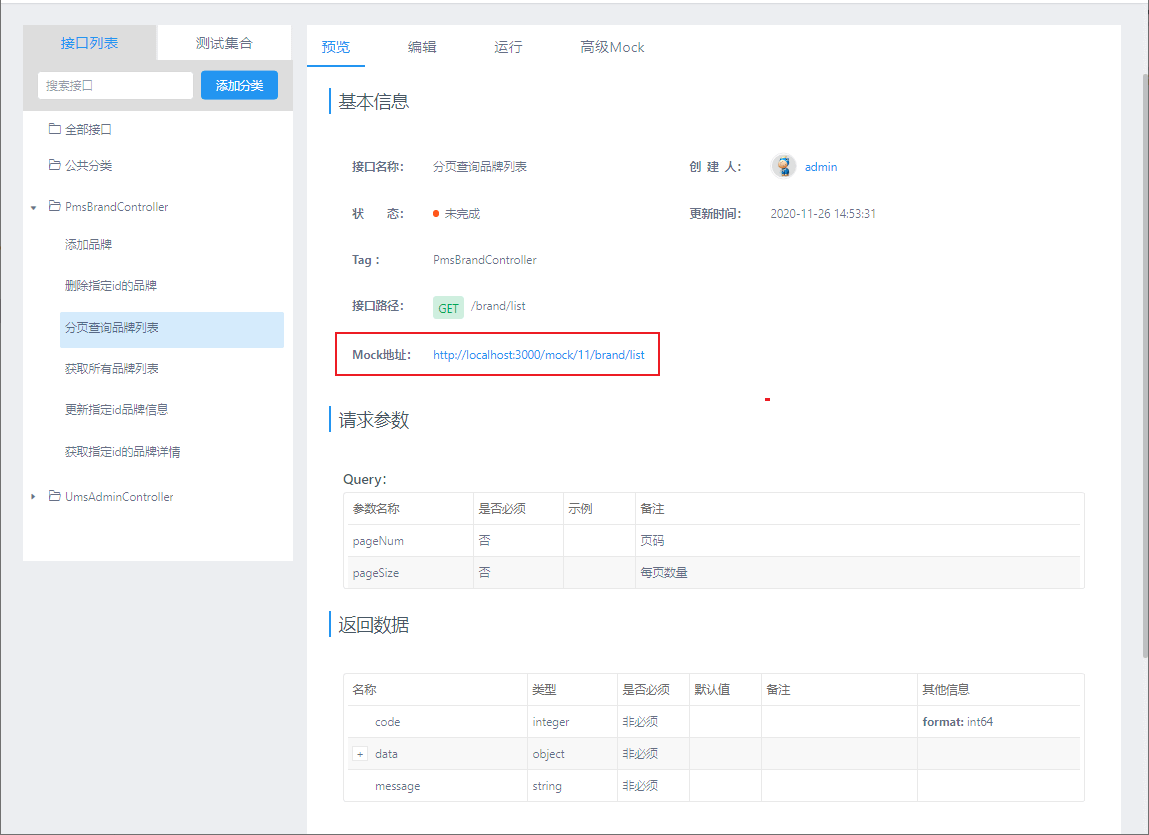 接口列表 测试集合
搜索接口 添加分类
全部接口
公共分类
PmsBrandController
添加品牌
删除指定id的品牌
分页查询品牌列表
获取所有品牌列表
更新指定id品牌信息
获取指定id的品牌详情
UmsAdminController
预览 编辑 运行 高级Mock
基本信息
接口名称: 分页查询品牌列表 创 建 人: admin
状 态: 未完成 更新时间: 2020-11-26 14:53:31
Tag : PmsBrandController
接口路径: GET /brand/list
Mock地址: http://localhost:3000/mock/11/brand/list
请求参数
Query:
参数名称 是否必须 示例 备注
pageNum 否 页码
pageSize 否 每页数量
返回数据
名称 类型 是否必须 默认值 备注 其他信息
code integer 非必须 format: int64
+ data object 非必须
message string 非必须